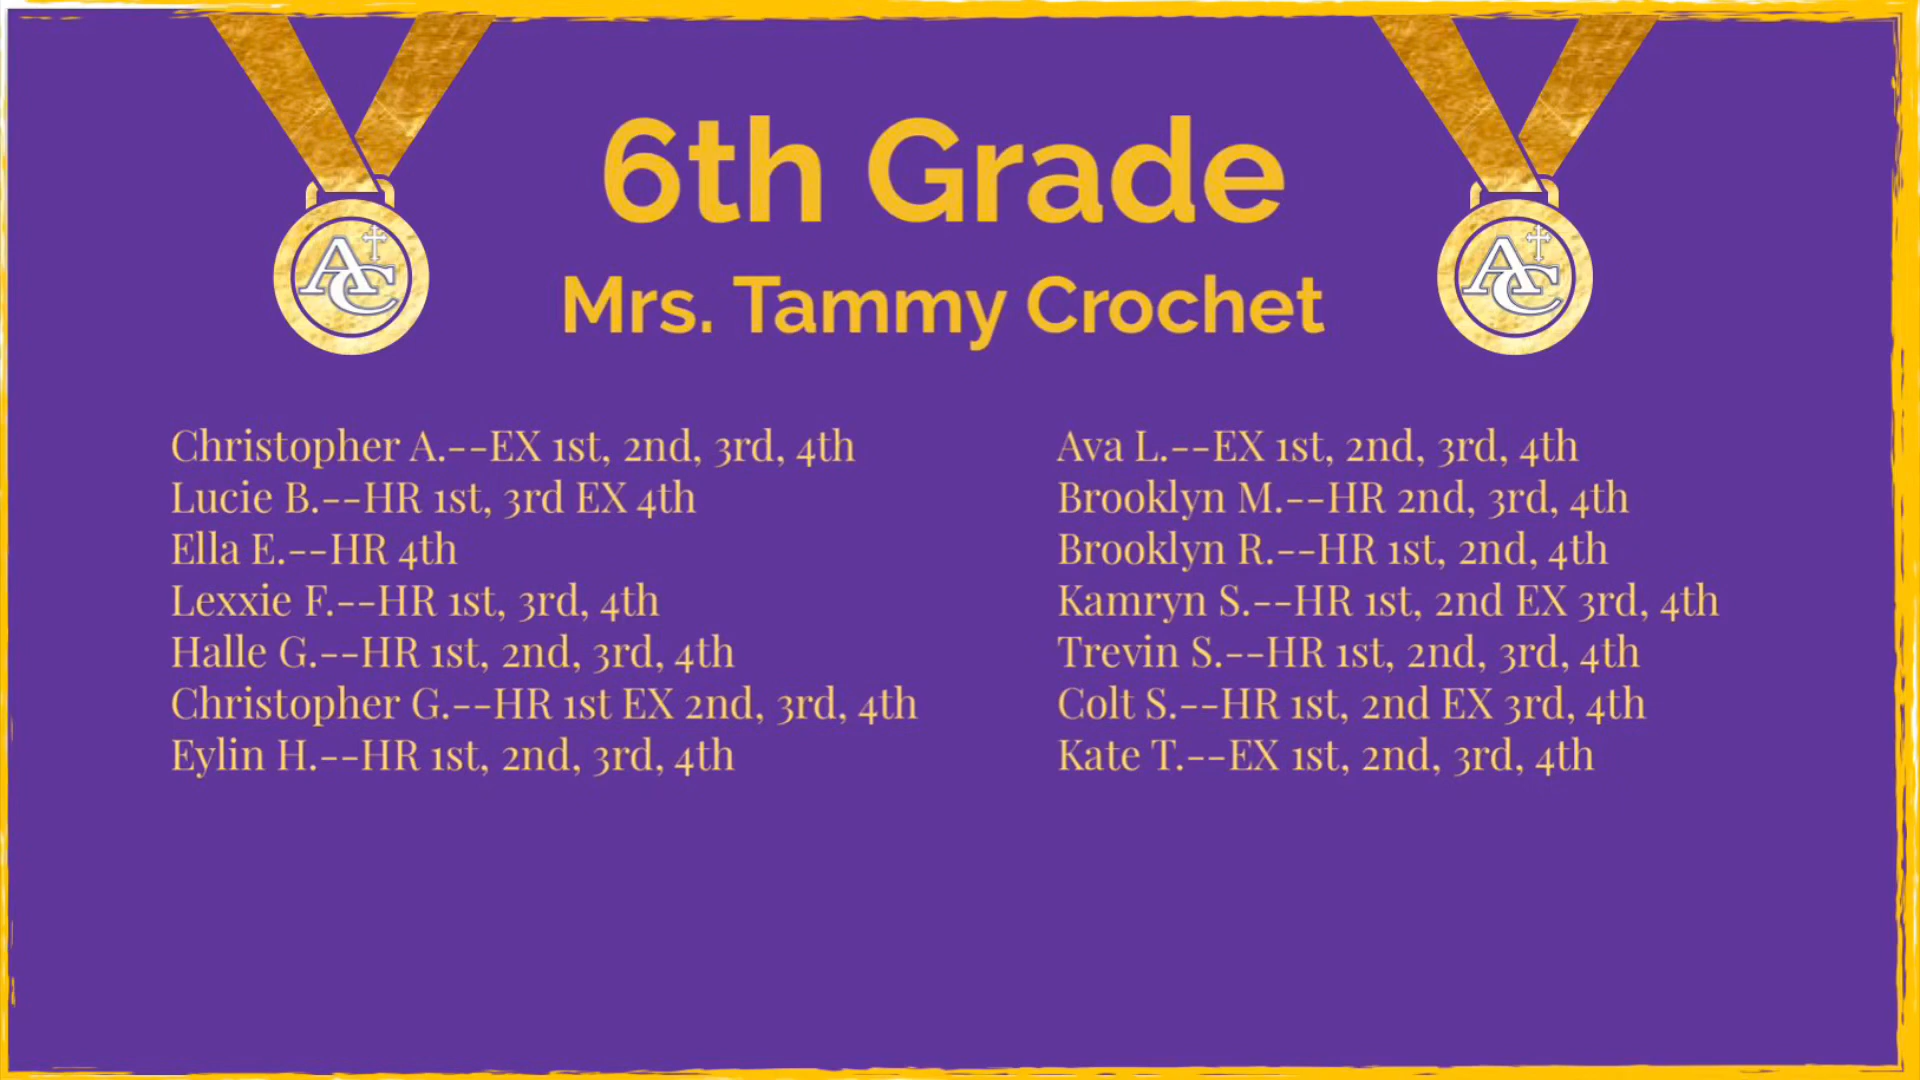 6th Grade
Mrs. Tammy Crochet
AC
AC
Christopher A.--EX 1st, 2nd, 3rd, 4th
Lucie B.--HR 1st, 3rd EX 4th
Ella E.--HR 4th
Lexxie F.--HR 1st, 3rd, 4th
Halle G.--HR 1st, 2nd, 3rd, 4th
Christopher G.--HR 1st EX 2nd, 3rd, 4th
Eylin H.--HR 1st, 2nd, 3rd, 4th
Ava L.--EX 1st, 2nd, 3rd, 4th
Brooklyn M.--HR 2nd, 3rd, 4th
Brooklyn R.--HR 1st, 2nd, 4th
Kamryn S.--HR 1st, 2nd EX 3rd, 4th
Trevin S.--HR 1st, 2nd, 3rd, 4th
Colt S.--HR 1st, 2nd EX 3rd, 4th
Kate T.--EX 1st, 2nd, 3rd, 4th